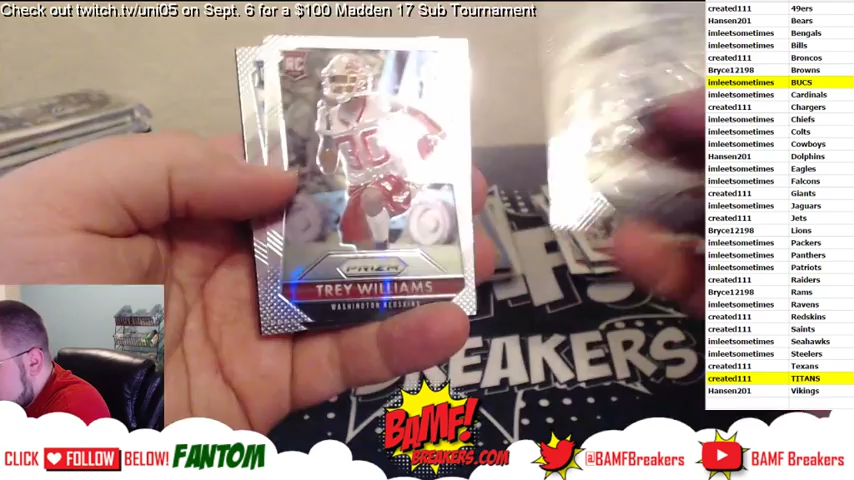 Check out twitch.tv/uni05 on Sept. 6 for a $100 Madden 17 Sub Tournament
created111 49ers
Hansen201 Bears
imleetsometimes Bengals
imleetsometimes Bills
created111 Broncos
Bryce12198 Browns
imleetsometimes BUCS
imleetsometimes Cardinals
created111 Chargers
imleetsometimes Chiefs
imleetsometimes Colts
imleetsometimes Cowboys
Hansen201 Dolphins
imleetsometimes Eagles
imleetsometimes Falcons
created111 Giants
imleetsometimes Jaguars
created111 Jets
Bryce12198 Lions
imleetsometimes Packers
imleetsometimes Panthers
imleetsometimes Patriots
created111 Raiders
Bryce12198 Rams
imleetsometimes Ravens
created111 Redskins
created111 Saints
imleetsometimes Seahawks
imleetsometimes Steelers
created111 Texans
created111 TITANS
Hansen201 Vikings
RC
PRIZM
TREY WILLIAMS
WASHINGTON REDSKINS
BREAKERS
CLICK FOLLOW BELOW! FANTOM
BAMF!
BREAKERS.COM
@BAMFBreakers
BAMF Breakers